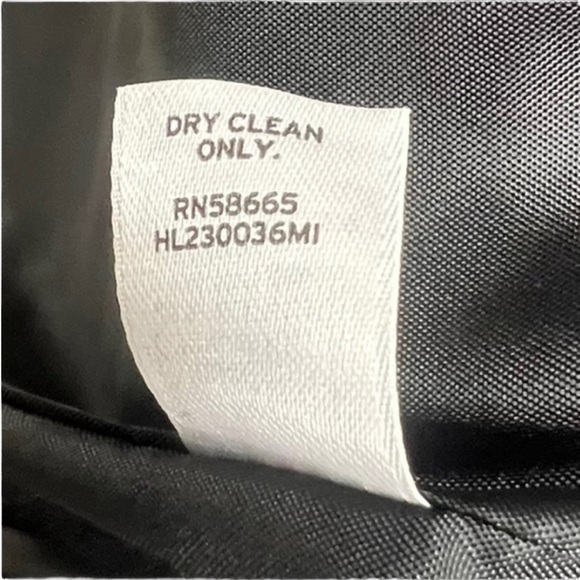 DRY CLEAN
ONLY.
RN58665
HL230036MI